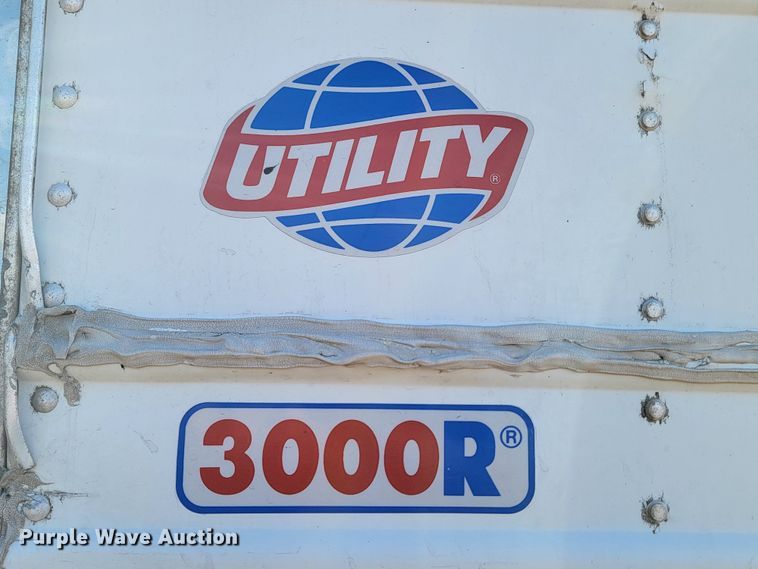 UTILITY®
3000R®
Purple Wave Auction